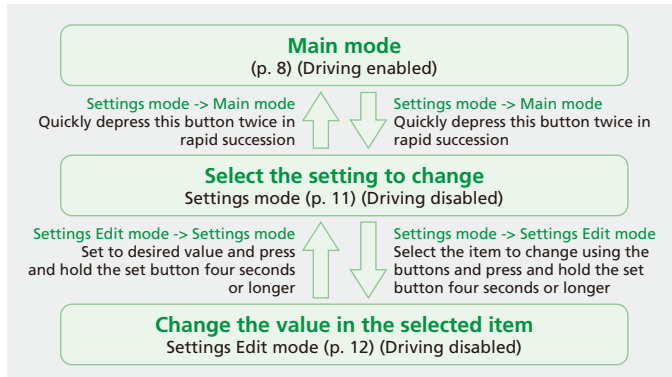 Main mode
(p. 8) (Driving enabled)
Settings mode -> Main mode
Quickly depress this button twice in
rapid succession
Settings mode -> Main mode
Quickly depress this button twice in
rapid succession
Select the setting to change
Settings mode (p. 11) (Driving disabled)
Settings Edit mode -> Settings mode
Set to desired value and press
and hold the set button four seconds
or longer
Settings mode -> Settings Edit mode
Select the item to change using the
buttons and press and hold the set
button four seconds or longer
Change the value in the selected item
Settings Edit mode (p. 12) (Driving disabled)